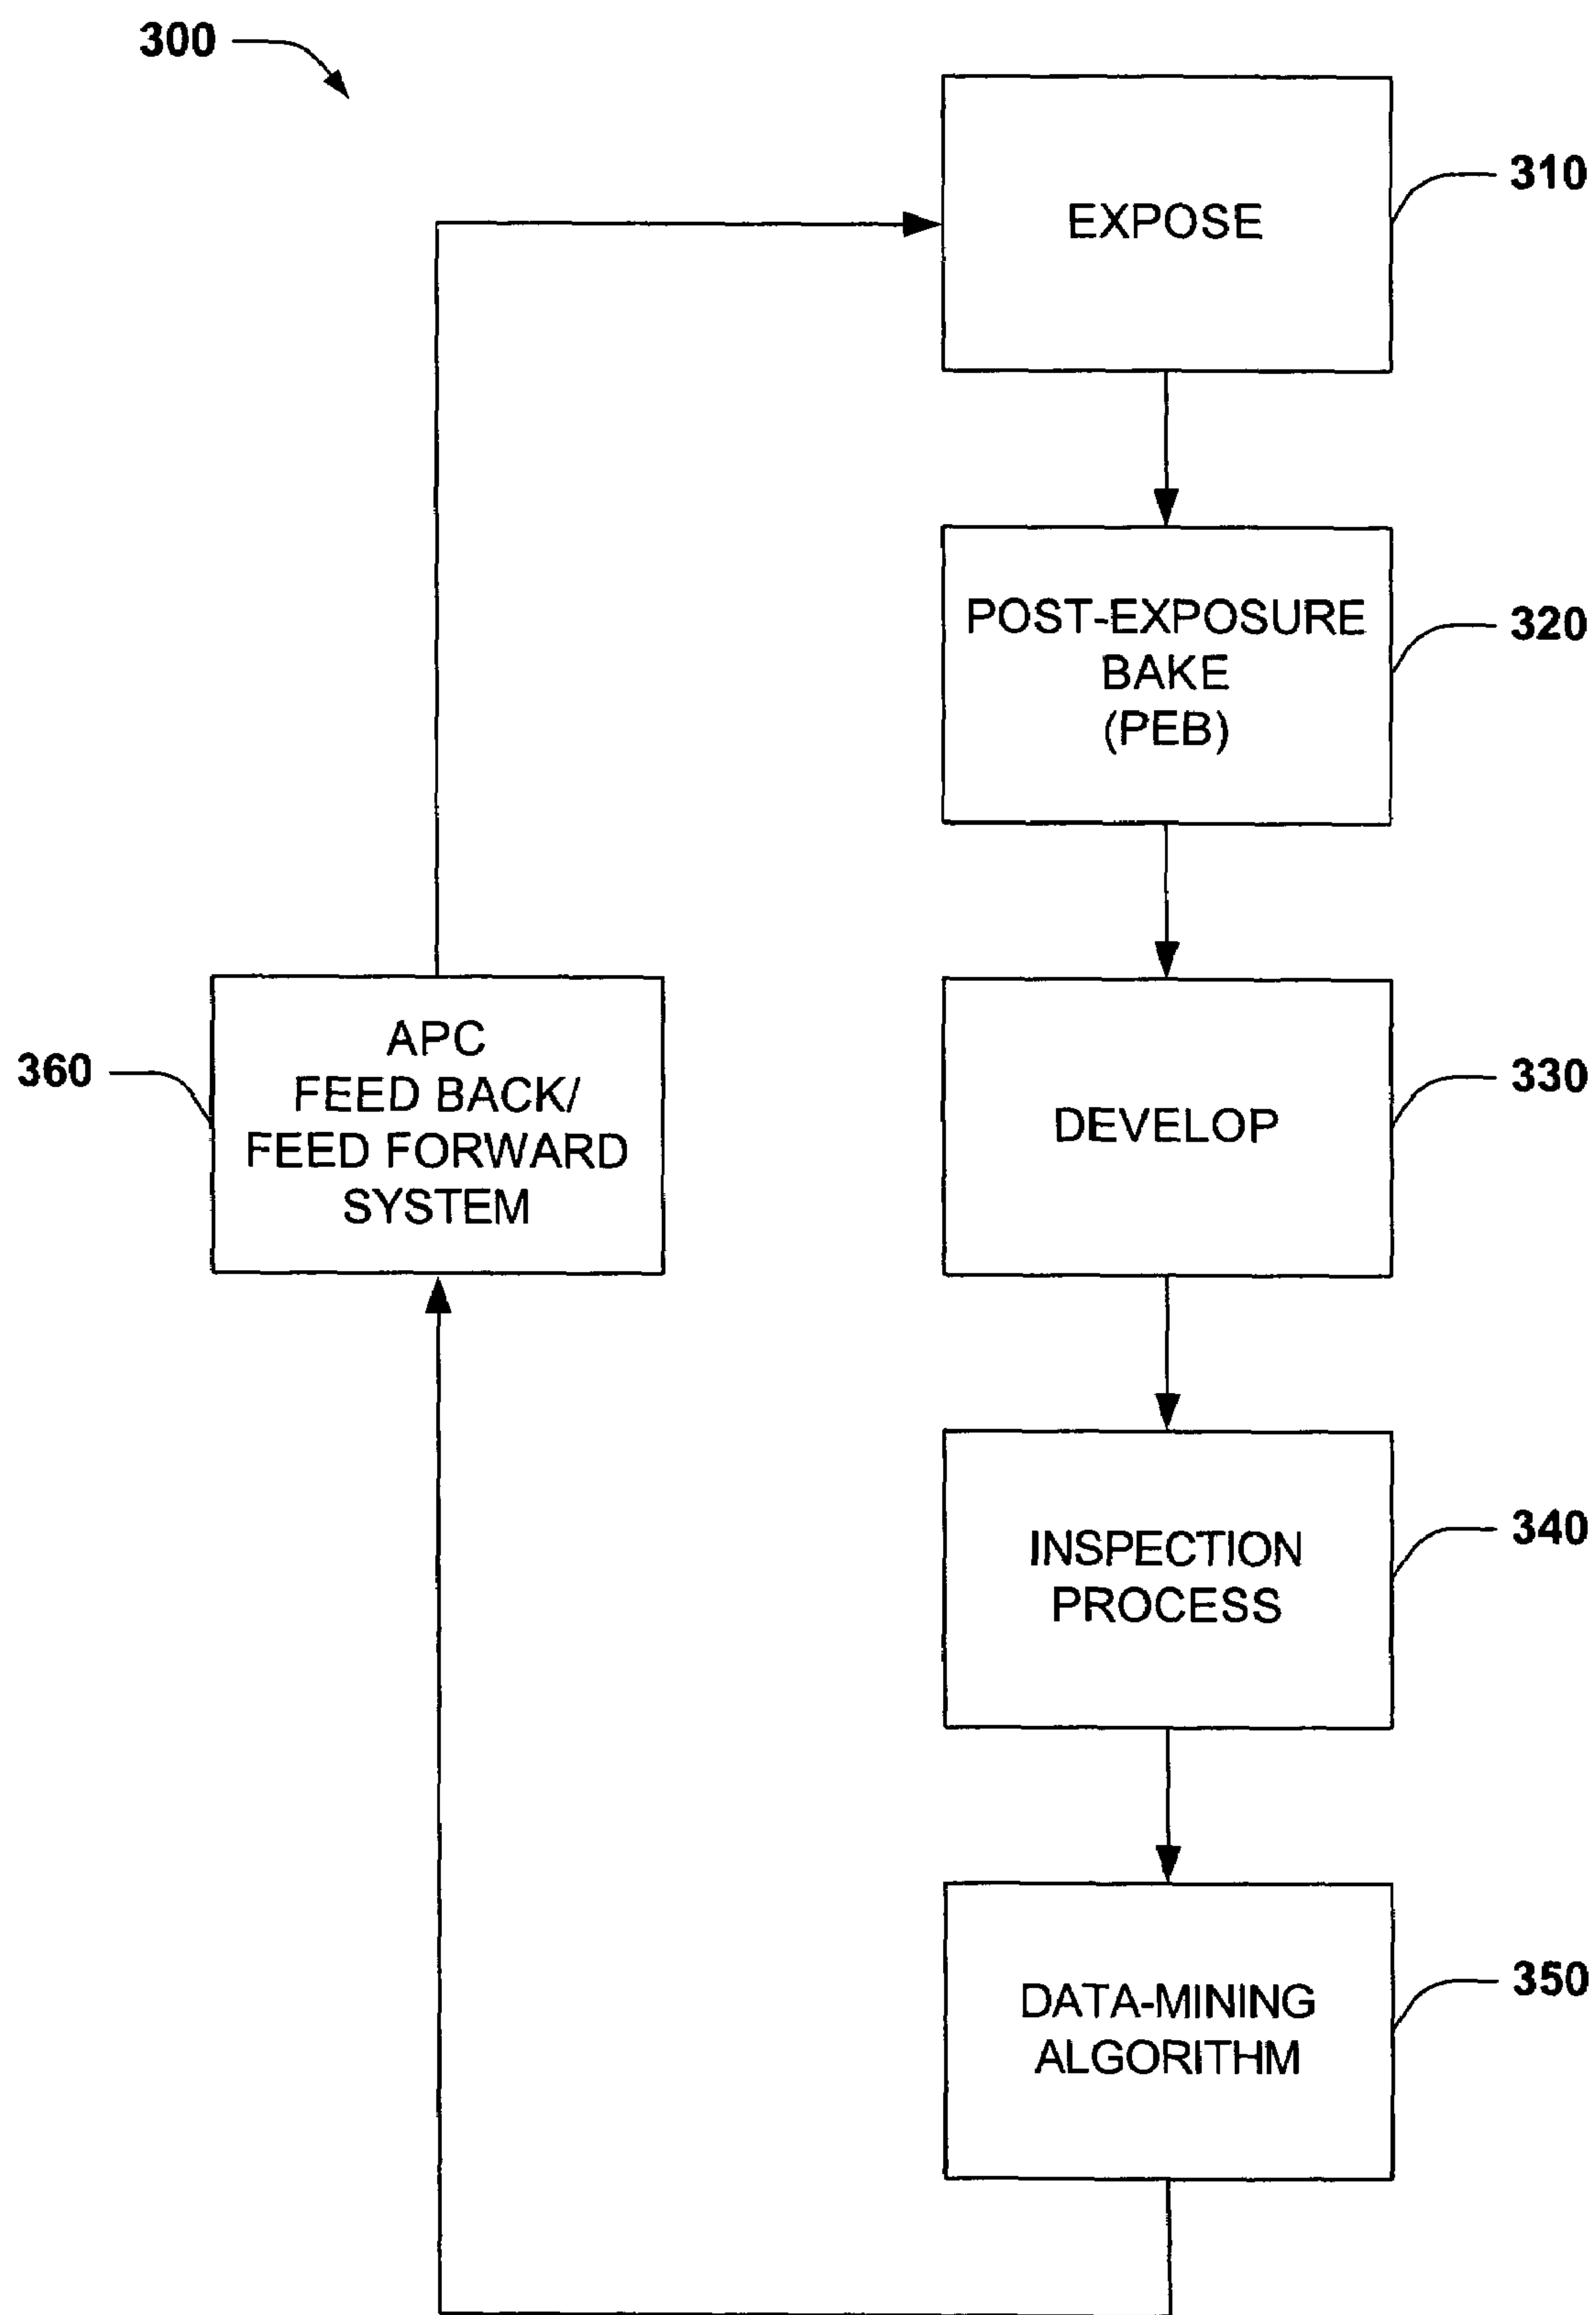 300
310
EXPOSE
320
POST-EXPOSURE
BAKE
(PEB)
360
APC
FEED BACK/
FEED FORWARD
SYSTEM
330
DEVELOP
340
INSPECTION
PROCESS
350
DATA-MINING
ALGORITHM